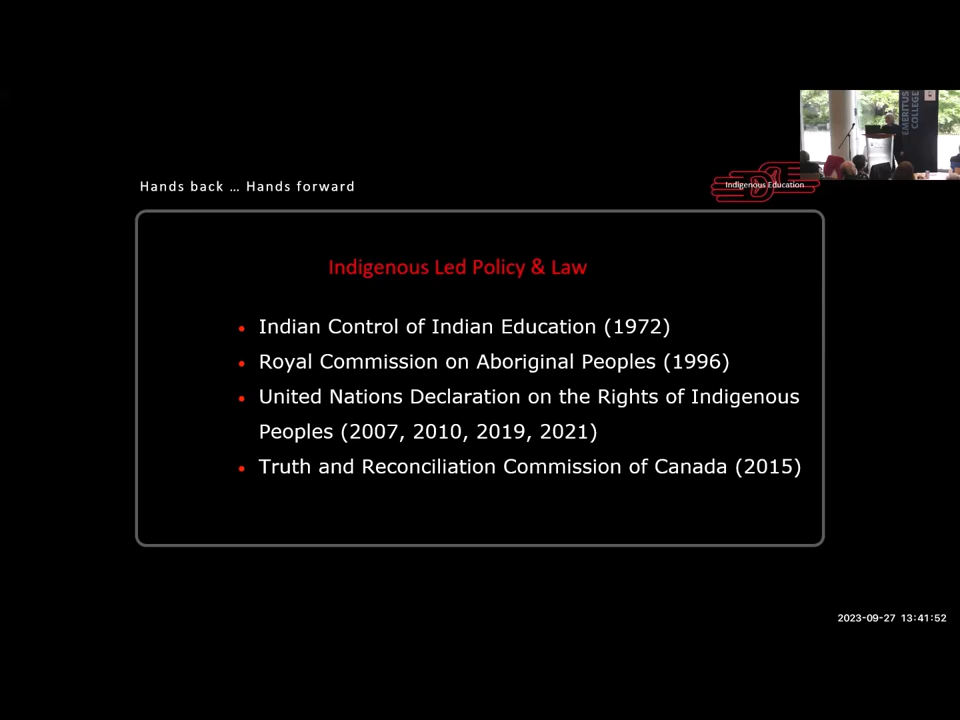 EMERITUS
COLLEGE
Hands back … Hands forward
Indigenous Education
Indigenous Led Policy & Law
• Indian Control of Indian Education (1972)
• Royal Commission on Aboriginal Peoples (1996)
• United Nations Declaration on the Rights of Indigenous
Peoples (2007, 2010, 2019, 2021)
• Truth and Reconciliation Commission of Canada (2015)
2023-09-27 13:41:52